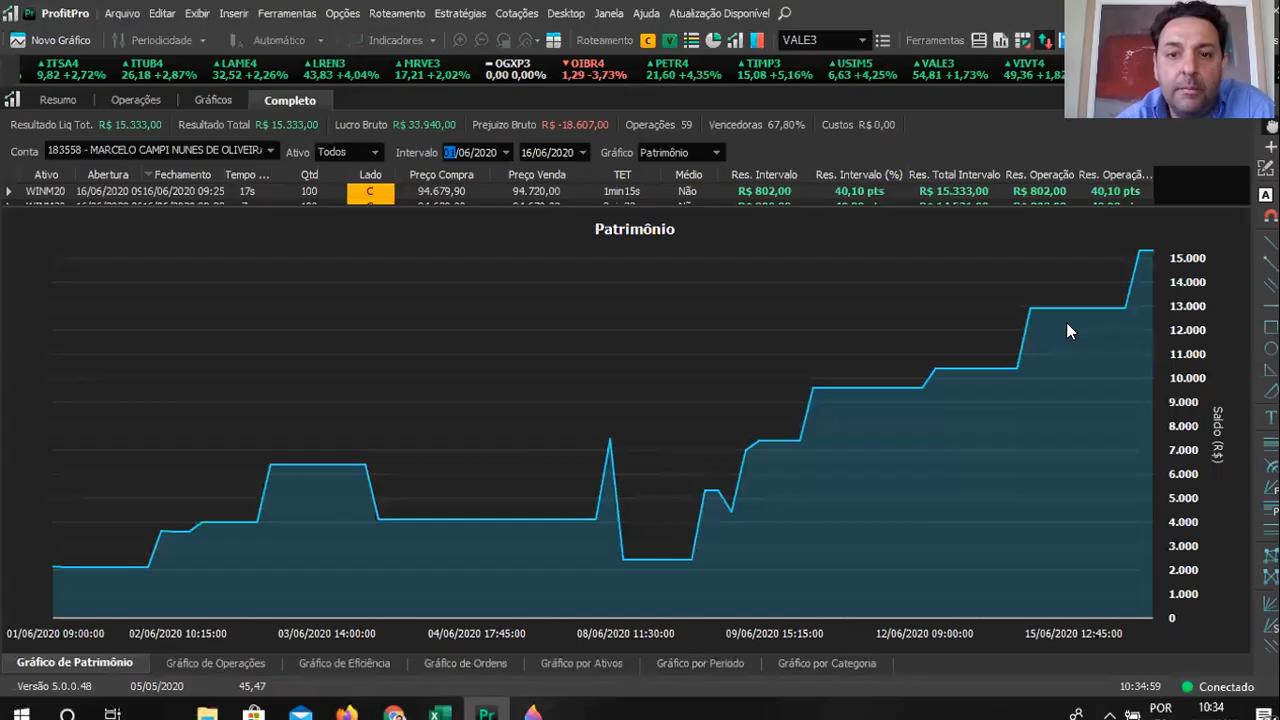 ProfitPro Arquivo Editar Exibir Inserir Ferramentas Opções Roteamento Estratégias Cotações Desktop Janela Ajuda Atualização Disponível
Novo Gráfico Periodicidade Automático Indicadores Roteamento C V VALE3 Ferramentas
ITSA4 ITUB4 LAME4 LREN3 MRVE3 OGXP3 OIBR4 PETR4 TIMP3 USIM5 VALE3 VIVT4
9,82 +2,72% 26,18 +2,87% 32,52 +2,26% 43,83 +4,04% 17,21 +2,02% 0,00 0,00% 1,29 -3,73% 21,60 +4,35% 15,08 +5,16% 6,63 +4,25% 54,81 +1,73% 49,36 +1,82
Resumo Operações Gráficos Completo
Resultado Liq Tot. R$ 15.333,00 Resultado Total R$ 15.333,00 Lucro Bruto R$ 33.940,00 Prejuizo Bruto R$ -18.607,00 Operações 59 Vencedoras 67,80% Custos R$ 0,00
Conta 183558 - MARCELO CAMPI NUNES DE OLIVEIRA Ativo Todos Intervalo 01/06/2020 16/06/2020 Gráfico Patrimônio
Ativo Abertura Fechamento Tempo ... Qtd Lado Preço Compra Preço Venda TET Médio Res. Intervalo Res. Intervalo (%) Res. Total Intervalo Res. Operação Res. Operaçã...
WINM20 16/06/2020 09 16/06/2020 09:25 17s 100 C 94.679,90 94.720,00 1min15s Não R$ 802,00 40,10 pts R$ 15.333,00 R$ 802,00 40,10 pts
Patrimônio
15.000
14.000
13.000
12.000
11.000
10.000
9.000
8.000
7.000
6.000
5.000
4.000
3.000
2.000
1.000
0
Saldo (R$)
01/06/2020 09:00:00 02/06/2020 10:15:00 03/06/2020 14:00:00 04/06/2020 17:45:00 08/06/2020 11:30:00 09/06/2020 15:15:00 12/06/2020 09:00:00 15/06/2020 12:45:00
Gráfico de Patrimônio Gráfico de Operações Gráfico de Eficiência Gráfico de Ordens Gráfico por Ativos Gráfico por Periodo Gráfico por Categoria
Versão 5.0.0.48 05/05/2020 45,47 10:34:59 Conectado
POR 10:34